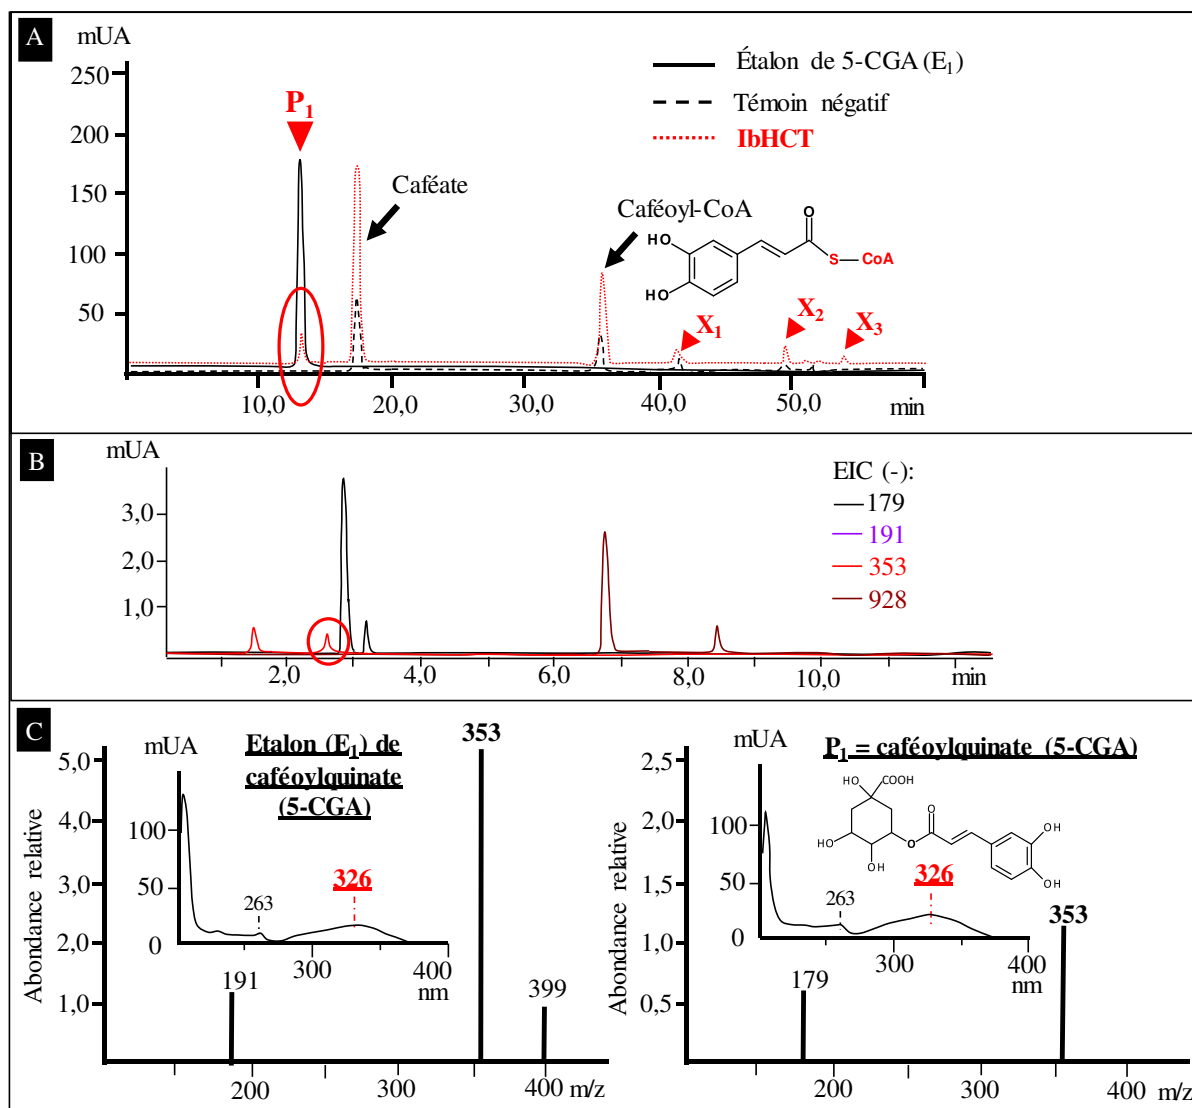 A
mUA
250
200
150
100
50
P1
Étalon de 5-CGA (E1)
Témoin négatif
IbHCT
Caféate
Caféoyl-CoA
HO
HO
O
S
CoA
X1
X2
X3
10,0
20,0
30,0
40,0
50,0
min
B
mUA
3,0
2,0
1,0
EIC (-):
179
191
353
928
2,0
4,0
6,0
8,0
10,0
min
C
Abondance relative
5,0
4,0
3,0
2,0
1,0
mUA
100
50
0
Etalon (E1) de
caféoylquinate
(5-CGA)
263
326
300
400
nm
191
353
399
200
300
400
m/z
Abondance relative
2,5
2,0
1,5
1,0
0,5
mUA
100
50
0
P1 = caféoylquinate (5-CGA)
HO
COOH
HO
OH
O
O
OH
OH
263
326
300
400
nm
179
353
200
300
400
m/z